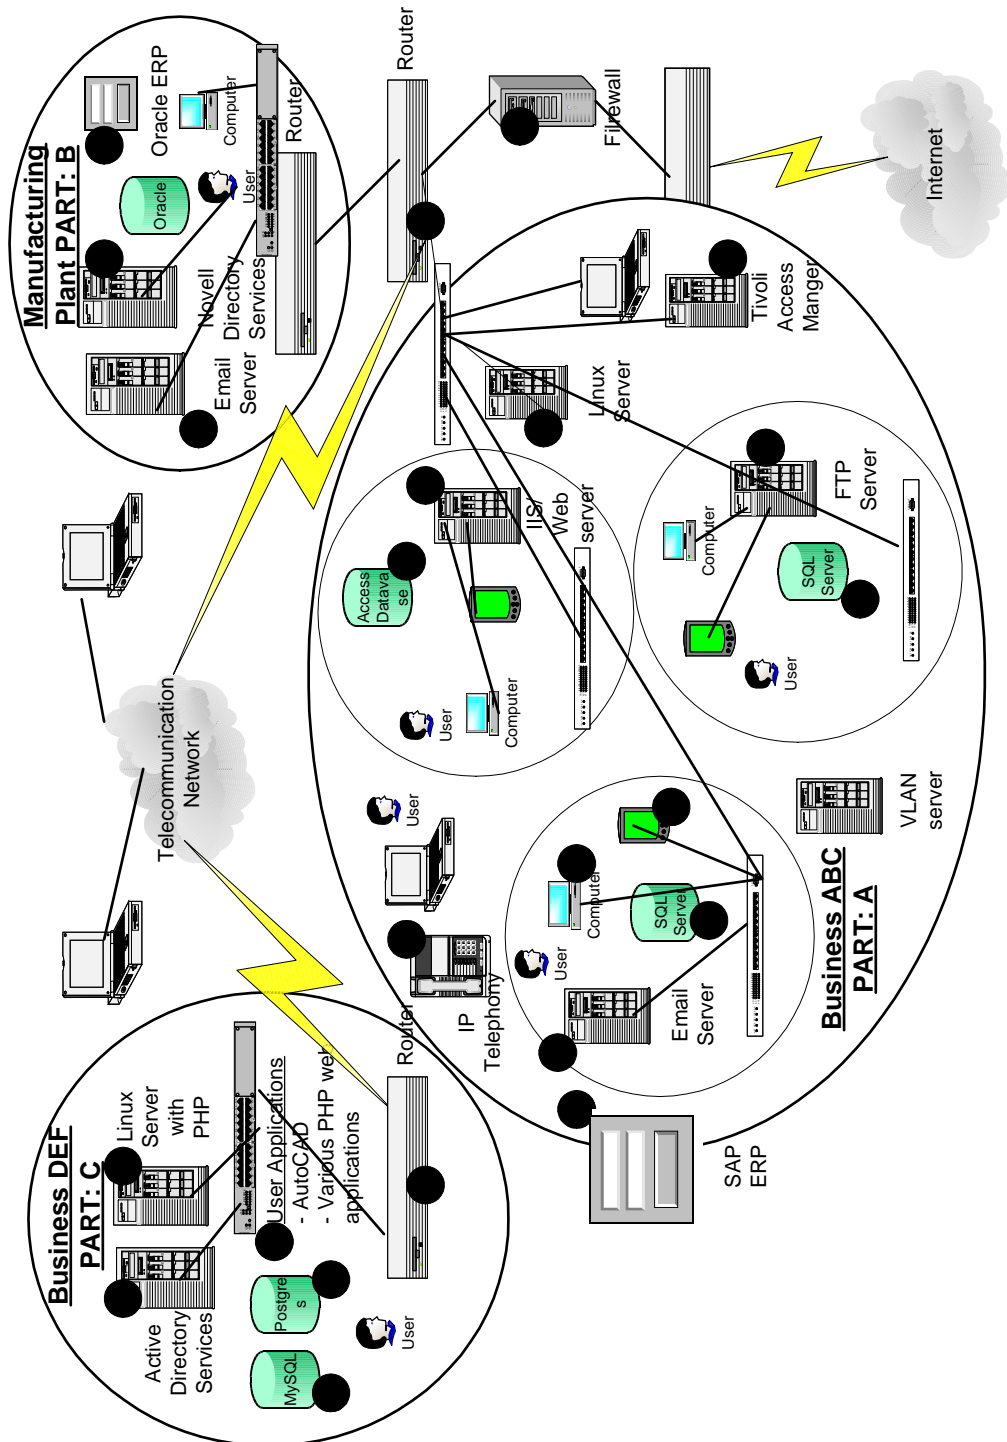 Manufacturing
Plant PART: B
Oracle ERP
Computer
Router
Oracle
User
Novell
Directory
Services
Email
Server
Router
Filrewall
Internet
Tivoli
Access
Manger
Linux
Server
IIS/
Web
server
Access
Datava
se
User
Computer
FTP
Server
Computer
SQL
Server
User
Telecommunication
Network
User
IP
Telephony
Computer
SQL
Server
User
Email
Server
VLAN
server
Business ABC
PART: A
SAP
ERP
Business DEF
PART: C
Linux
Server
with
PHP
User Applications
- AutoCAD
- Various PHP web
applications
Router
Active
Directory
Services
Postgre
s
MySQL
User